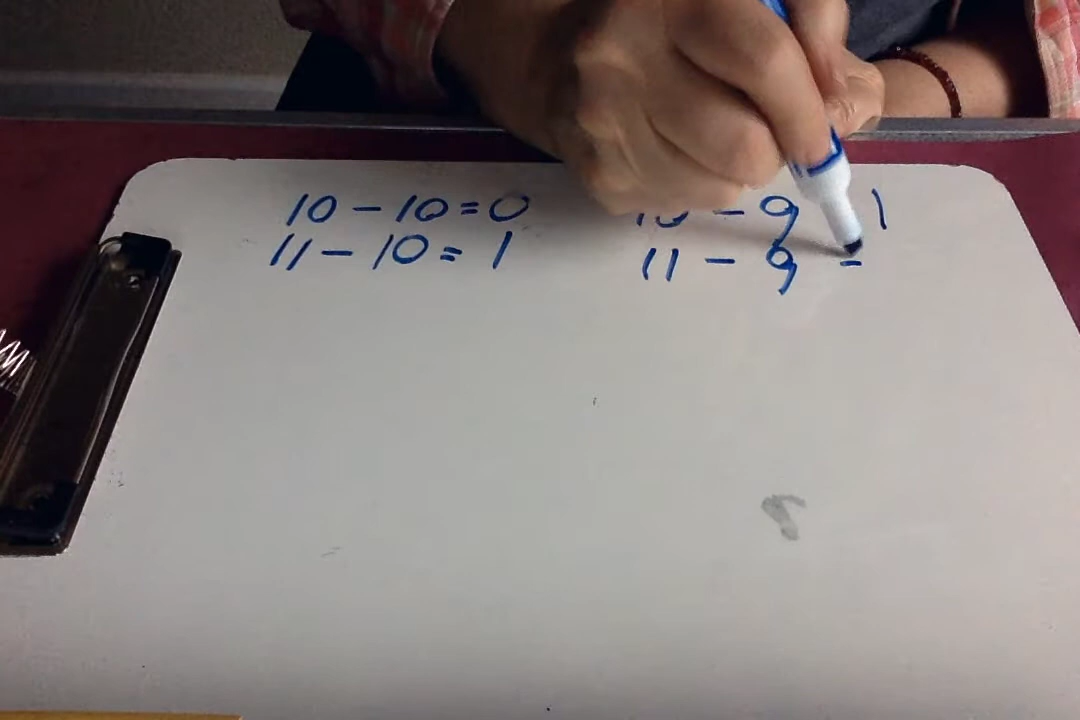 10 - 10 = 0
11 - 10 = 1
- 9 1
11 - 9 =